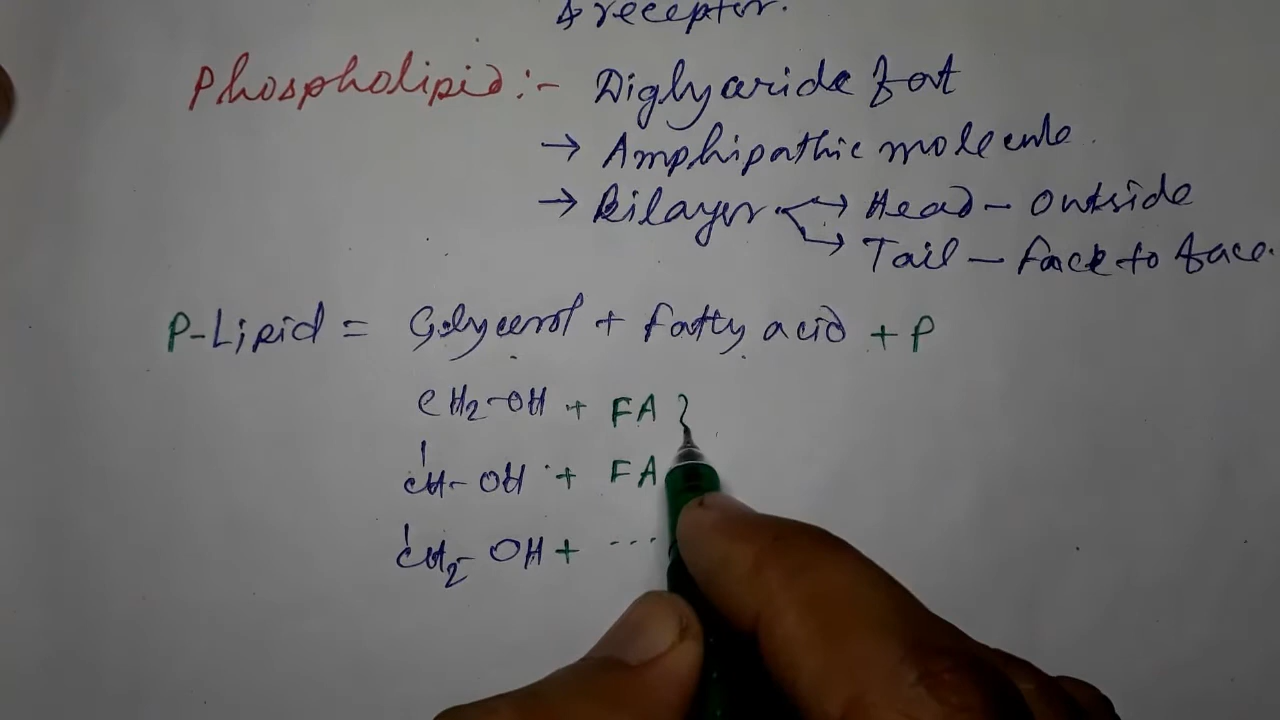 & receptor.
Phospholipid :- Diglyceride fat
→ Amphipathic molecule.
→ Bilayer → Head - Outside
→ Tail - face to face.
P-Lipid = Golycerol + Fatty acid + P
CH2-OH + FA }
CH-OH + FA
CH2-OH + ...